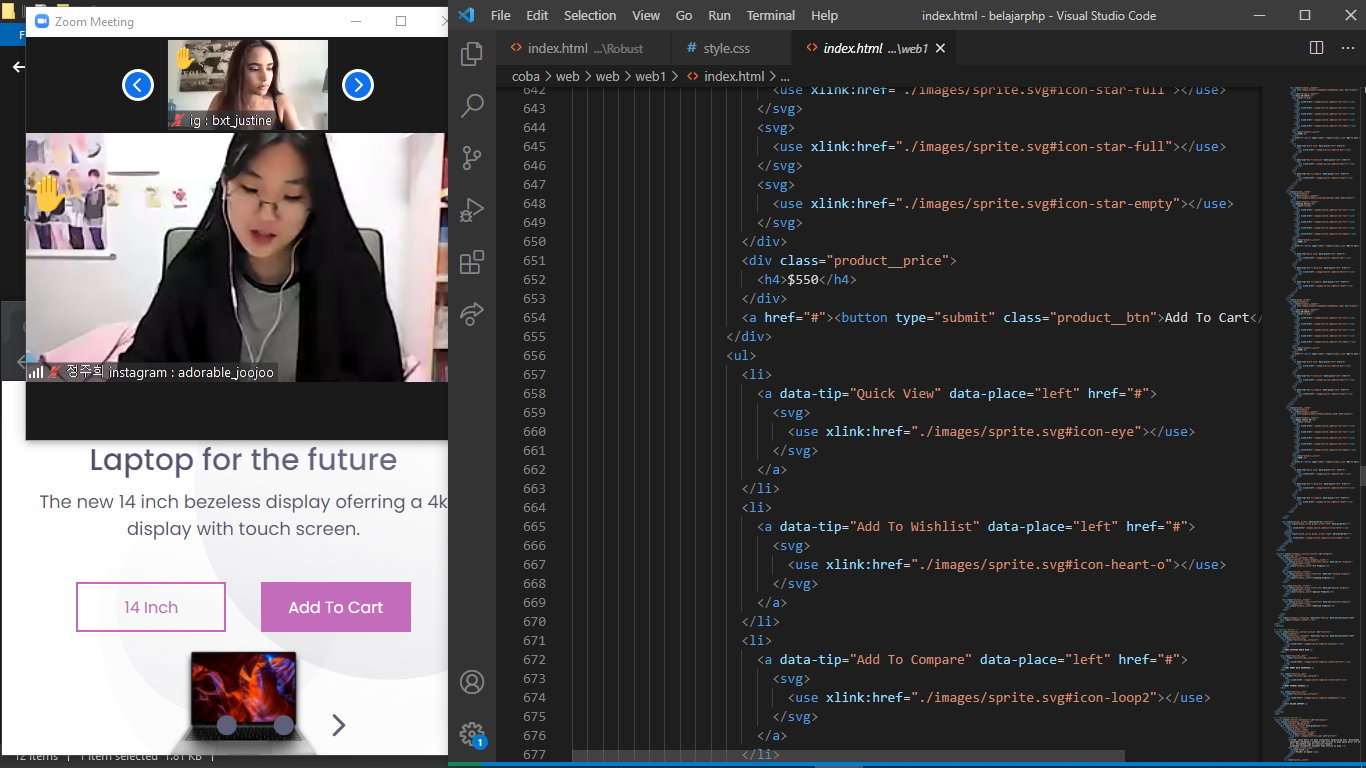 Zoom Meeting
ig : bxt_justine
정주희 instagram : adorable_joojoo
Laptop for the future
The new 14 inch bezeless display oferring a 4k
display with touch screen.
14 Inch
Add To Cart
12 items
1 item selected 1.81 KB
File Edit Selection View Go Run Terminal Help
index.html - belajarphp - Visual Studio Code
index.html ...\Robust
style.css
index.html ...\web1
coba > web > web > web1 > index.html > ...
642 <use xlink:href="./images/sprite.svg#icon-star-full"></use>
643 </svg>
644 <svg>
645 <use xlink:href="./images/sprite.svg#icon-star-full"></use>
646 </svg>
647 <svg>
648 <use xlink:href="./images/sprite.svg#icon-star-empty"></use>
649 </svg>
650 </div>
651 <div class="product__price">
652 <h4>$550</h4>
653 </div>
654 <a href="#"><button type="submit" class="product__btn">Add To Cart</
655 </div>
656 <ul>
657 <li>
658 <a data-tip="Quick View" data-place="left" href="#">
659 <svg>
660 <use xlink:href="./images/sprite.svg#icon-eye"></use>
661 </svg>
662 </a>
663 </li>
664 <li>
665 <a data-tip="Add To Wishlist" data-place="left" href="#">
666 <svg>
667 <use xlink:href="./images/sprite.svg#icon-heart-o"></use>
668 </svg>
669 </a>
670 </li>
671 <li>
672 <a data-tip="Add To Compare" data-place="left" href="#">
673 <svg>
674 <use xlink:href="./images/sprite.svg#icon-loop2"></use>
675 </svg>
676 </a>
677 </li>
1